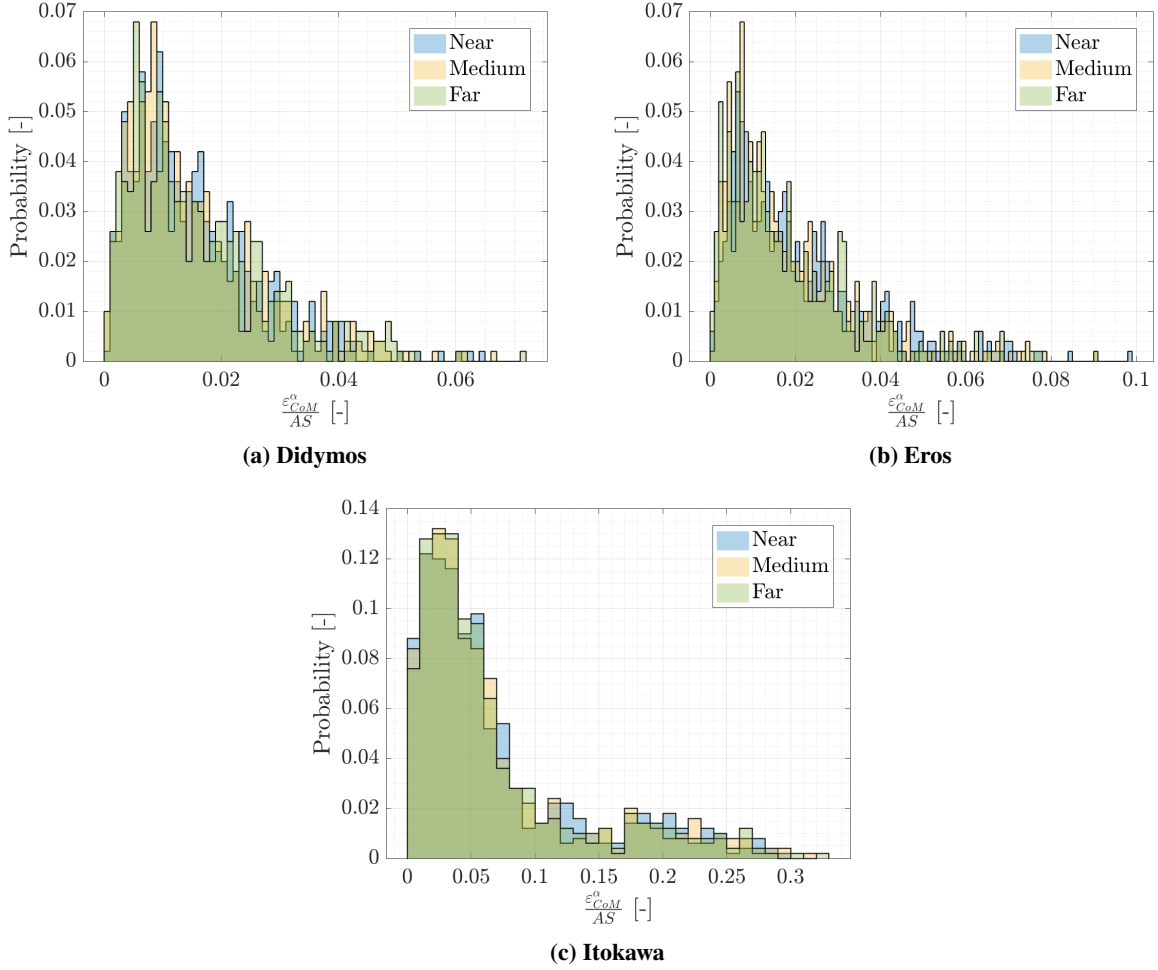 0.07
0.06
0.05
0.04
0.03
0.02
0.01
0
Probability [-]
Near
Medium
Far
0 0.02 0.04 0.06
ε^α_CoM / AS [-]
(a) Didymos
0.07
0.06
0.05
0.04
0.03
0.02
0.01
0
Probability [-]
Near
Medium
Far
0 0.02 0.04 0.06 0.08 0.1
ε^α_CoM / AS [-]
(b) Eros
0.14
0.12
0.1
0.08
0.06
0.04
0.02
0
Probability [-]
Near
Medium
Far
0 0.05 0.1 0.15 0.2 0.25 0.3
ε^α_CoM / AS [-]
(c) Itokawa